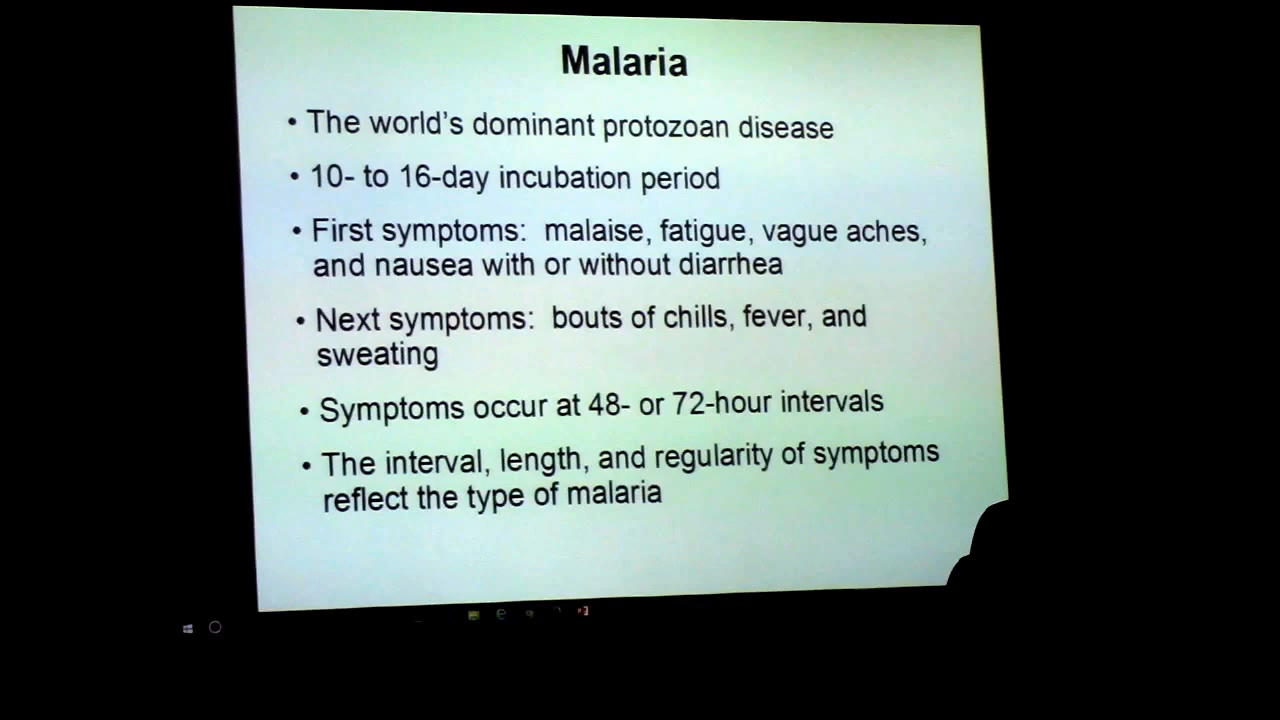 Malaria
• The world's dominant protozoan disease
• 10- to 16-day incubation period
• First symptoms: malaise, fatigue, vague aches,
and nausea with or without diarrhea
• Next symptoms: bouts of chills, fever, and
sweating
• Symptoms occur at 48- or 72-hour intervals
• The interval, length, and regularity of symptoms
reflect the type of malaria